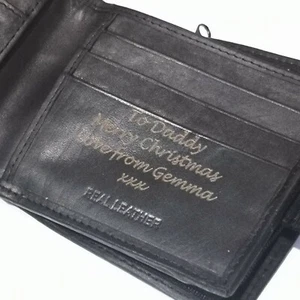 To Daddy
Merry Christmas
Love from Gemma
xxx
REAL LEATHER